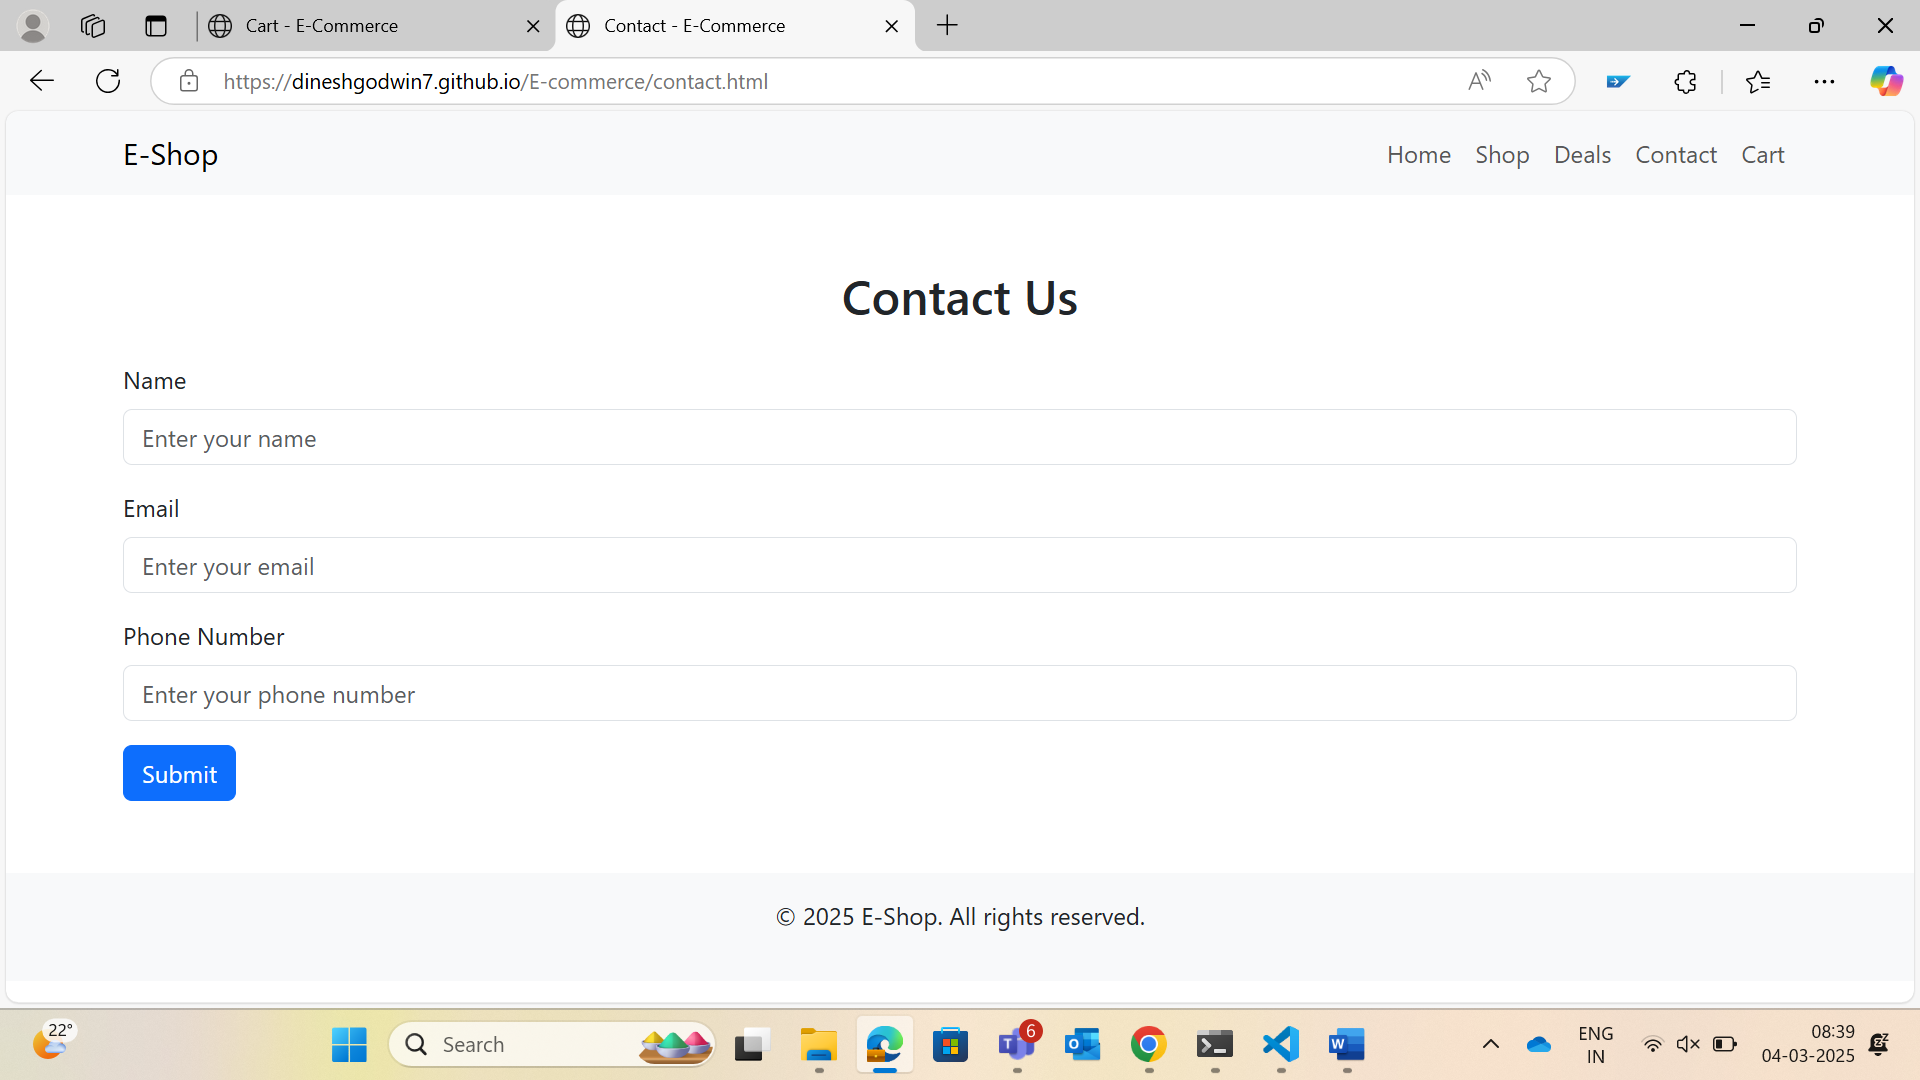 Cart - E-Commerce
Contact - E-Commerce
https://dineshgodwin7.github.io/E-commerce/contact.html
E-Shop
Home Shop Deals Contact Cart
Contact Us
Name
Enter your name
Email
Enter your email
Phone Number
Enter your phone number
Submit
© 2025 E-Shop. All rights reserved.
22°
Search
6
ENG
IN
08:39
04-03-2025